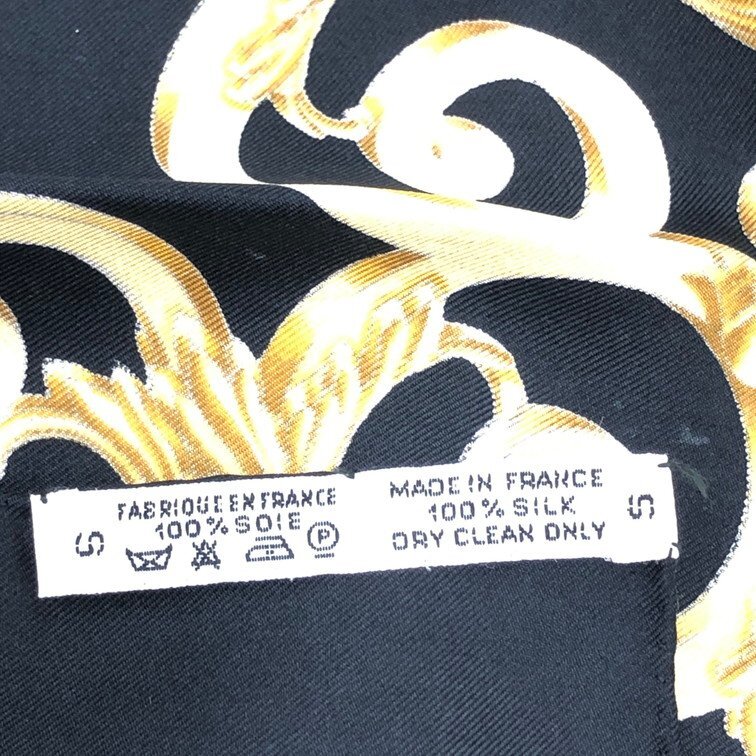 S
FABRIQUE EN FRANCE
100% SOIE
P
MADE IN FRANCE
100% SILK
DRY CLEAN ONLY
S